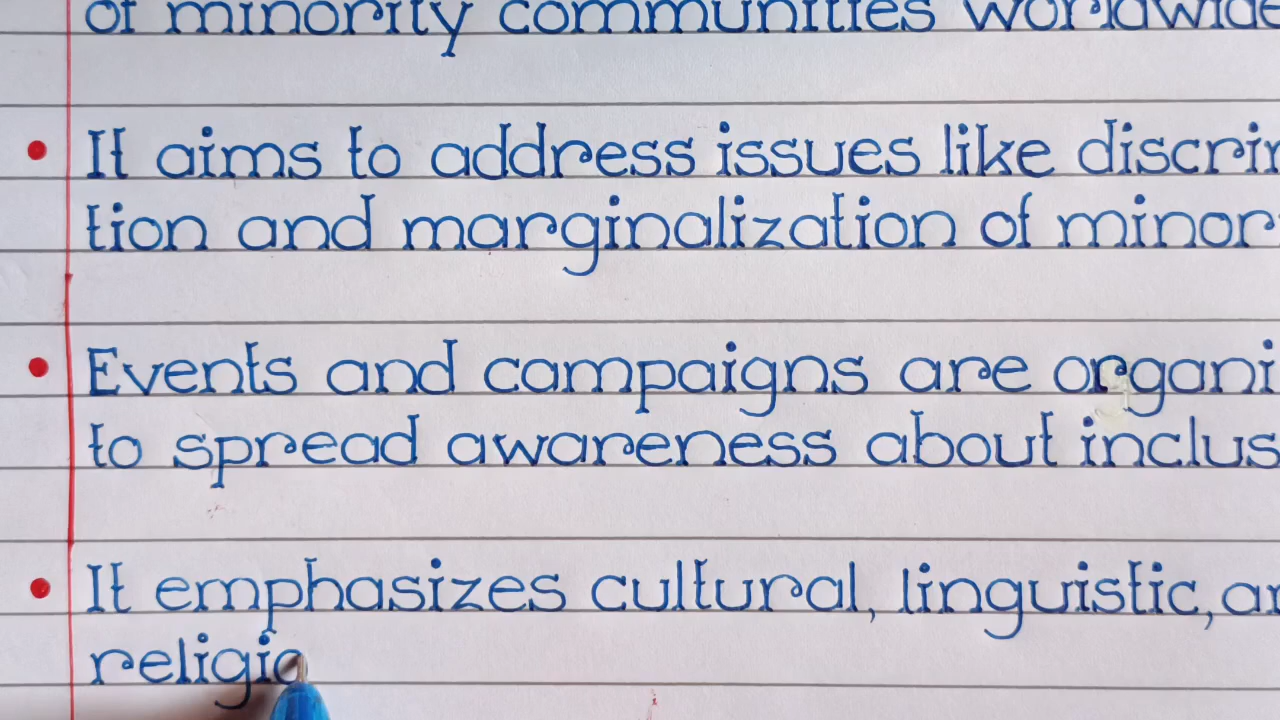 of minority communities worldwide
• It aims to address issues like discrim
tion and marginalization of minor
• Events and campaigns are organi
to spread awareness about inclus
• It emphasizes cultural, linguistic, an
religio